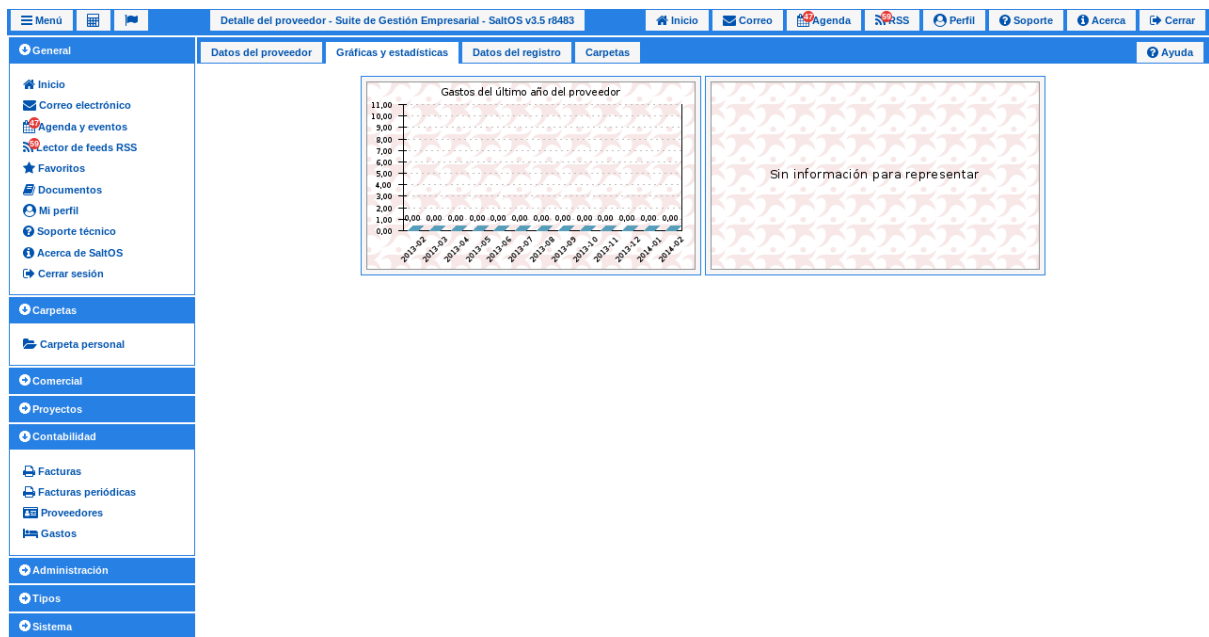 Menú
Detalle del proveedor - Suite de Gestión Empresarial - SaltOS v3.5 r8483
Inicio
Correo
47 Agenda
59 RSS
Perfil
Soporte
Acerca
Cerrar
General
Inicio
Correo electrónico
47 Agenda y eventos
59 Lector de feeds RSS
Favoritos
Documentos
Mi perfil
Soporte técnico
Acerca de SaltOS
Cerrar sesión
Carpetas
Carpeta personal
Comercial
Proyectos
Contabilidad
Facturas
Facturas periódicas
Proveedores
Gastos
Administración
Tipos
Sistema
Datos del proveedor
Gráficas y estadísticas
Datos del registro
Carpetas
Ayuda
Gastos del último año del proveedor
11,00
10,00
9,00
8,00
7,00
6,00
5,00
4,00
3,00
2,00
1,00
0,00
0,00 0,00 0,00 0,00 0,00 0,00 0,00 0,00 0,00 0,00 0,00 0,00 0,00
2013-02 2013-03 2013-04 2013-05 2013-06 2013-07 2013-08 2013-09 2013-10 2013-11 2013-12 2014-01 2014-02
Sin información para representar